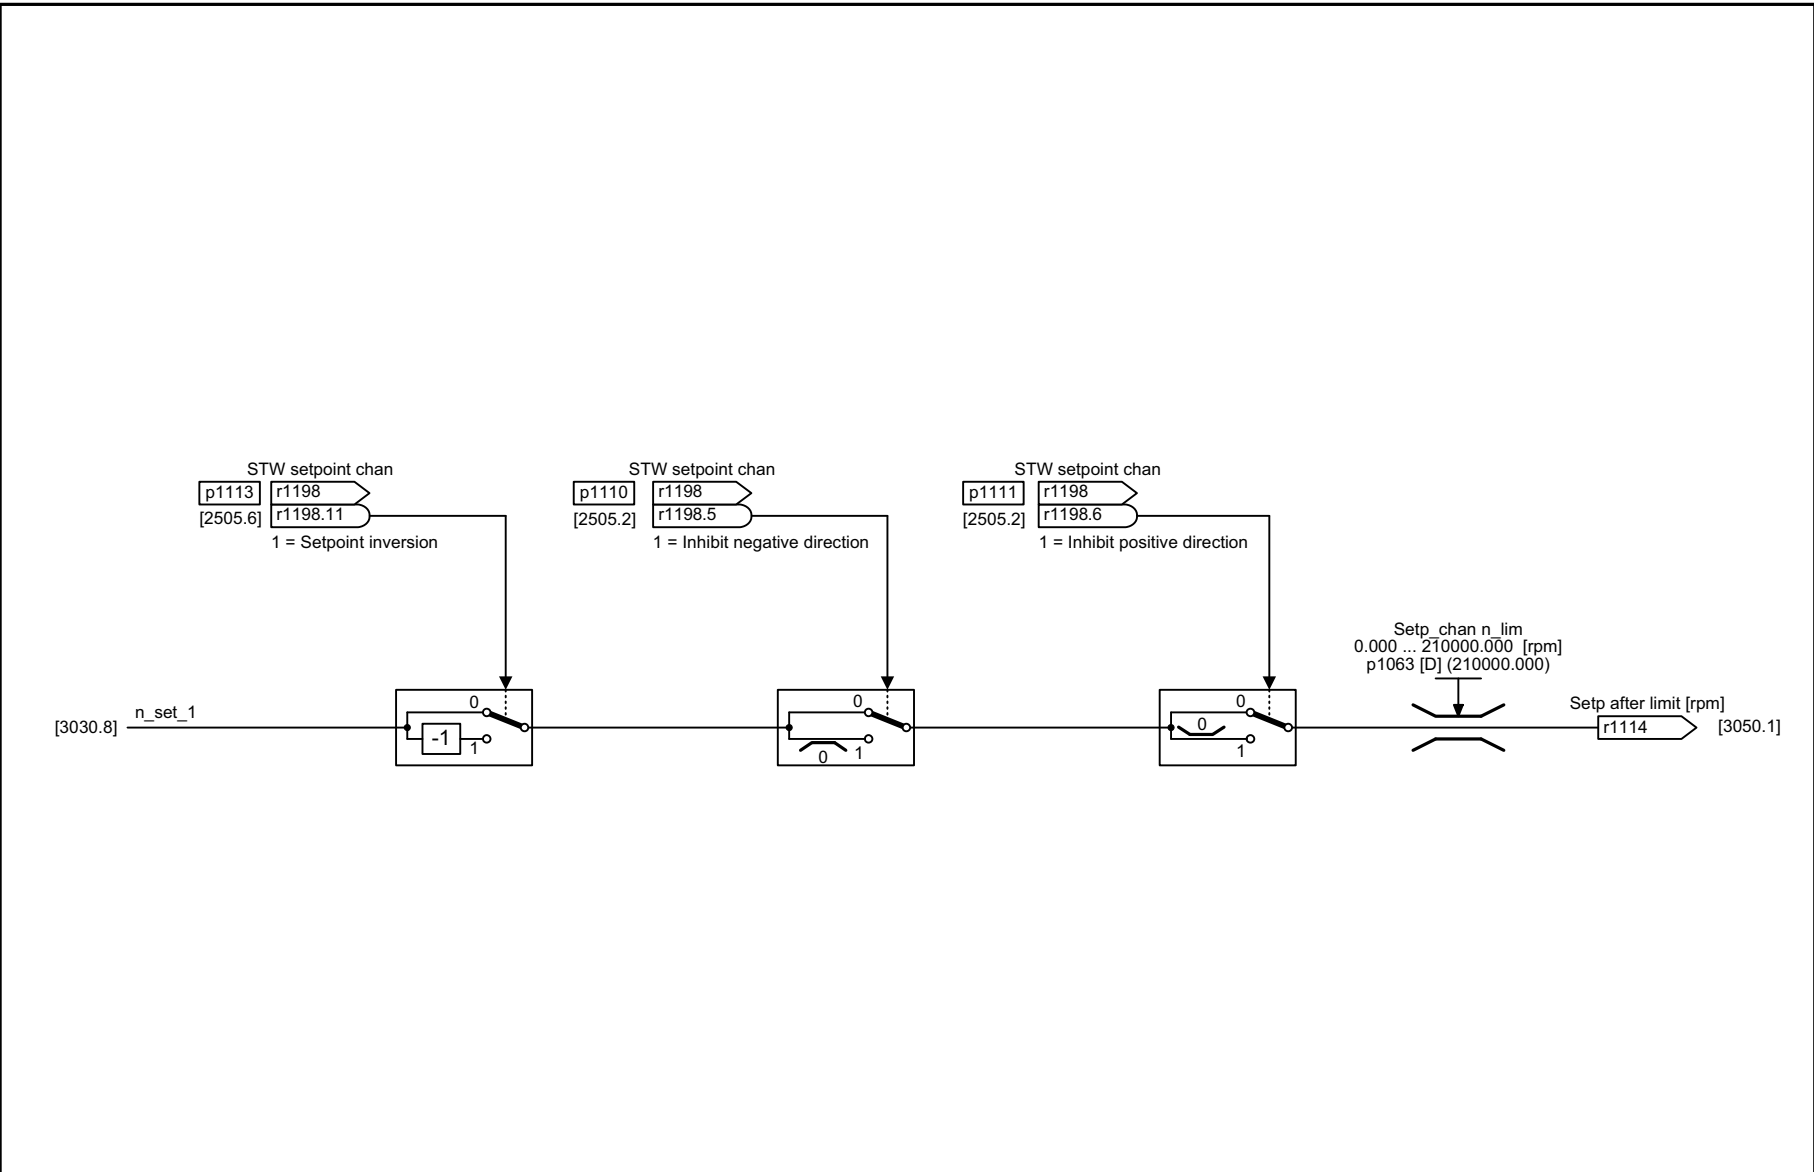 STW setpoint chan
p1113 r1198
[2505.6] r1198.11
1 = Setpoint inversion
STW setpoint chan
p1110 r1198
[2505.2] r1198.5
1 = Inhibit negative direction
STW setpoint chan
p1111 r1198
[2505.2] r1198.6
1 = Inhibit positive direction
Setp_chan n_lim
0.000 ... 210000.000 [rpm]
p1063 [D] (210000.000)
[3030.8] n_set_1
0
-1 1
0
0 1
0
0
1
Setp after limit [rpm]
r1114 [3050.1]